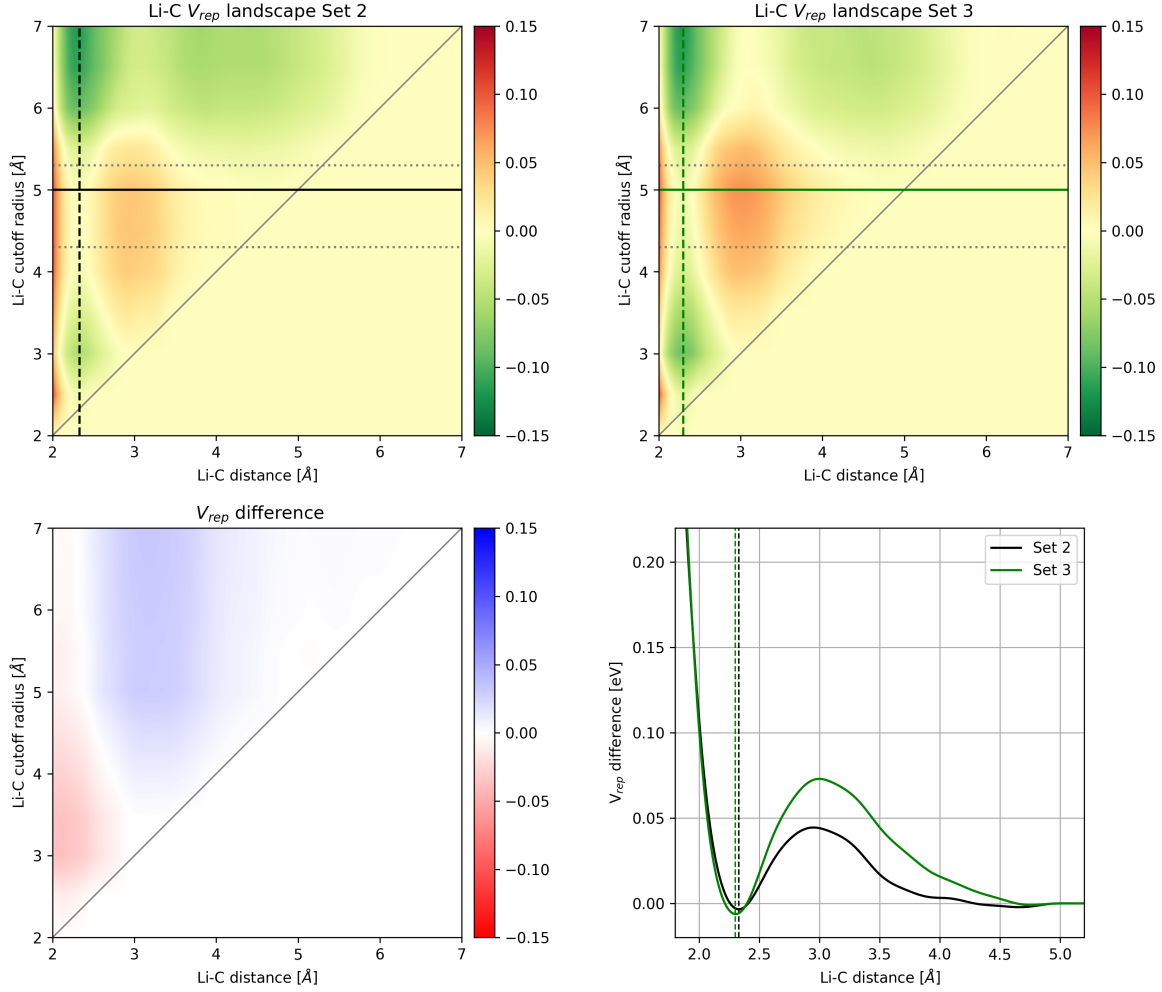 Li-C Vrep landscape Set 2
7
6
5
4
3
2
Li-C cutoff radius [Å]
2 3 4 5 6 7
Li-C distance [Å]
0.15
0.10
0.05
0.00
−0.05
−0.10
−0.15
Li-C Vrep landscape Set 3
7
6
5
4
3
2
Li-C cutoff radius [Å]
2 3 4 5 6 7
Li-C distance [Å]
0.15
0.10
0.05
0.00
−0.05
−0.10
−0.15
Vrep difference
7
6
5
4
3
2
Li-C cutoff radius [Å]
2 3 4 5 6 7
Li-C distance [Å]
0.15
0.10
0.05
0.00
−0.05
−0.10
−0.15
Set 2
Set 3
0.20
0.15
0.10
0.05
0.00
Vrep difference [eV]
2.0 2.5 3.0 3.5 4.0 4.5 5.0
Li-C distance [Å]